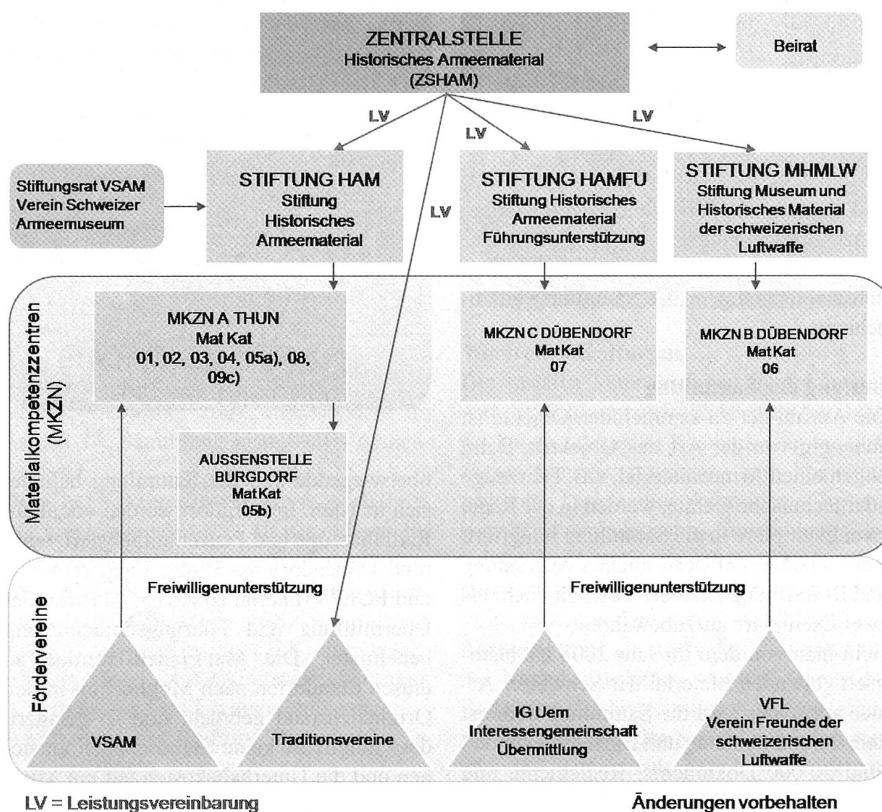 ZENTRALSTELLE
Historisches Armeematerial
(ZSHAM)
Beirat
LV
LV
LV
LV
Stiftungsrat VSAM
Verein Schweizer
Armeemuseum
STIFTUNG HAM
Stiftung
Historisches
Armeematerial
STIFTUNG HAMFU
Stiftung Historisches
Armeematerial
Führungsunterstützung
STIFTUNG MHMLW
Stiftung Museum und
Historisches Material
der schweizerischen
Luftwaffe
Materialkompetenzzentren
(MKZN)
MKZN A THUN
Mat Kat
01, 02, 03, 04, 05a), 08,
09c)
MKZN C DÜBENDORF
Mat Kat
07
MKZN B DÜBENDORF
Mat Kat
06
AUSSENSTELLE
BURGDORF
Mat Kat
05b)
Fördervereine
Freiwilligenunterstützung
Freiwilligenunterstützung
VSAM
Traditionsvereine
IG Uem
Interessengemeinschaft
Übermittlung
VFL
Verein Freunde der
schweizerischen
Luftwaffe
LV = Leistungsvereinbarung
Änderungen vorbehalten